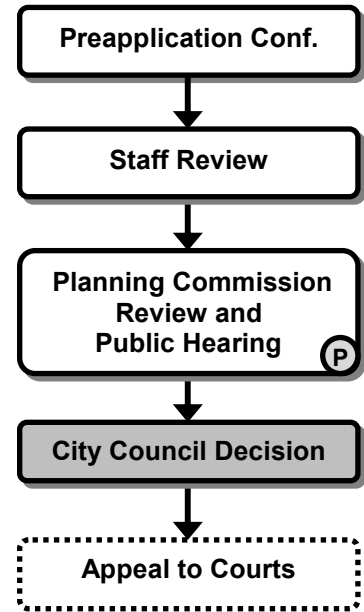 Preapplication Conf.
Staff Review
Planning Commission
Review and
Public Hearing
P
City Council Decision
Appeal to Courts